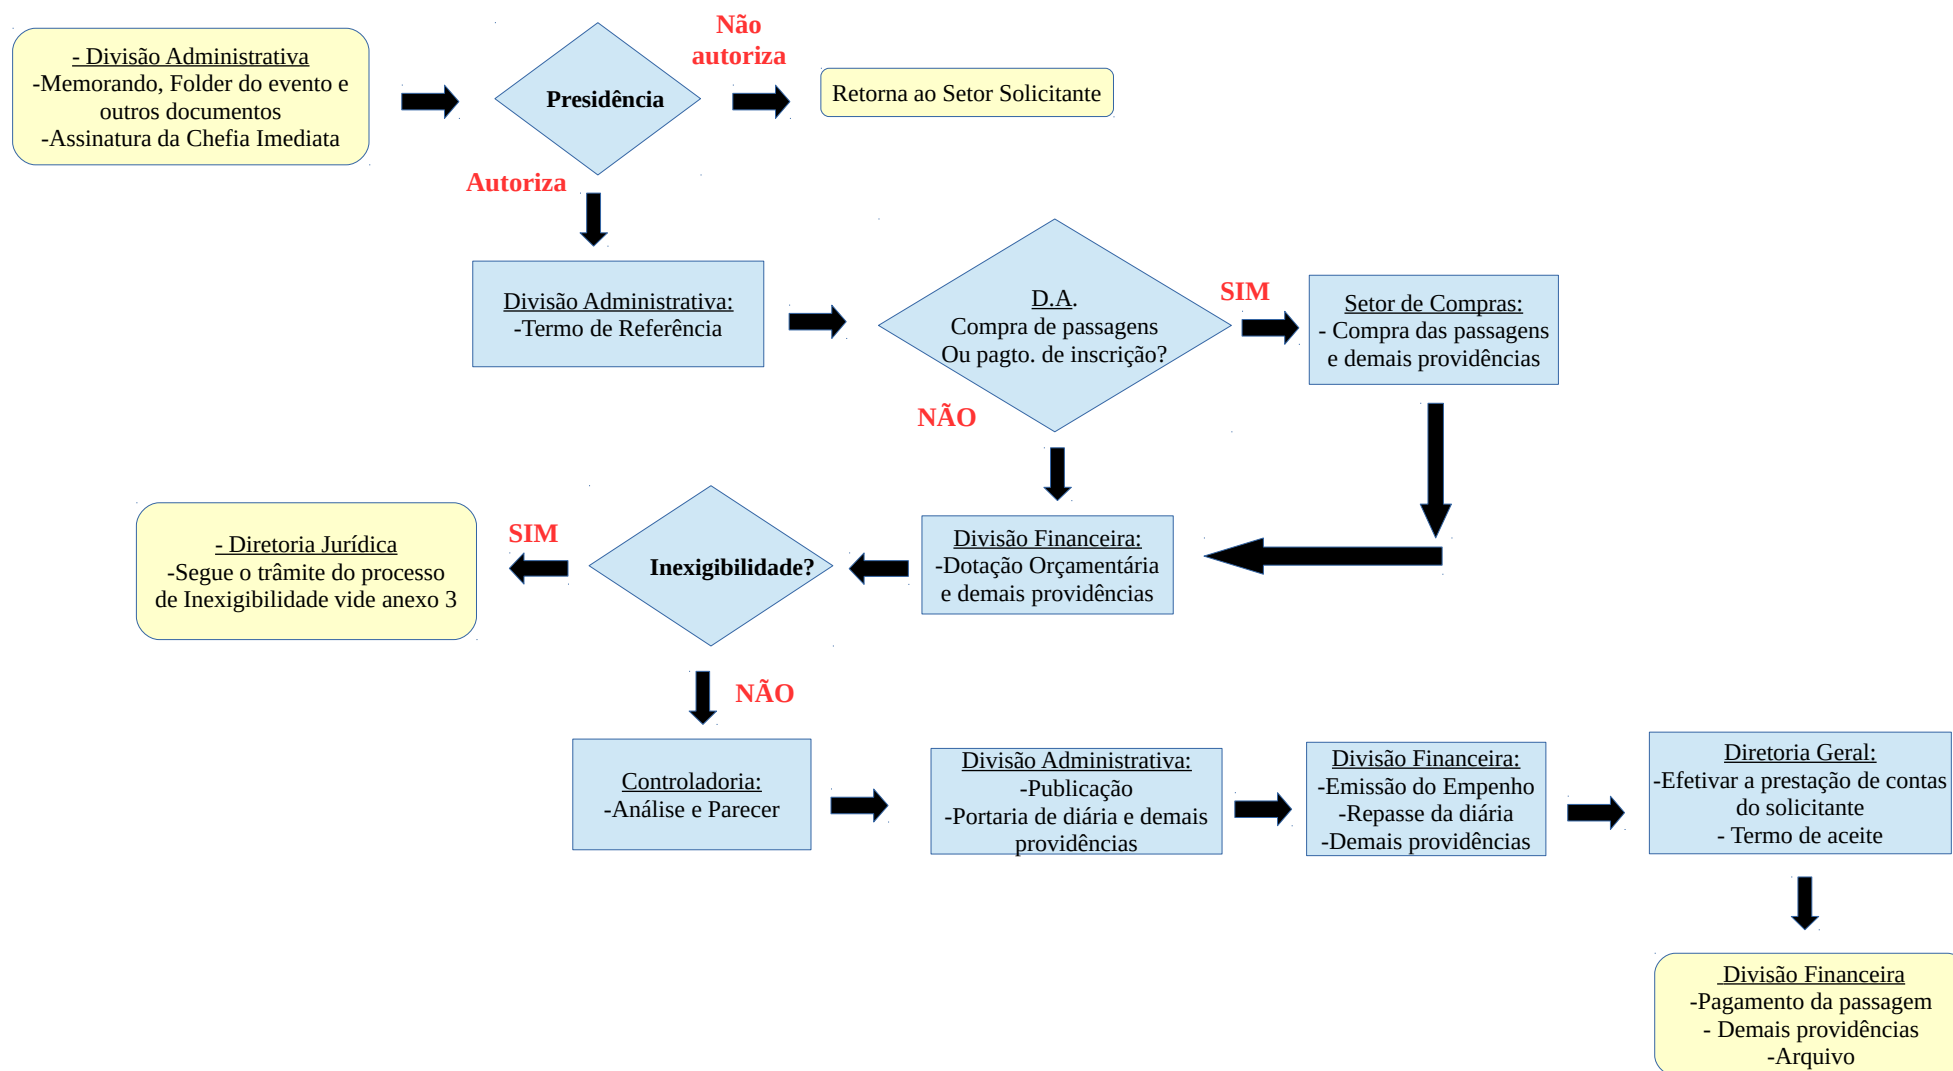 - Divisão Administrativa
-Memorando, Folder do evento e
outros documentos
-Assinatura da Chefia Imediata
Presidência
Não
autoriza
Retorna ao Setor Solicitante
Autoriza
Divisão Administrativa:
-Termo de Referência
D.A.
Compra de passagens
Ou pagto. de inscrição?
SIM
Setor de Compras:
- Compra das passagens
e demais providências
NÃO
Divisão Financeira:
-Dotação Orçamentária
e demais providências
Inexigibilidade?
SIM
- Diretoria Jurídica
-Segue o trâmite do processo
de Inexigibilidade vide anexo 3
NÃO
Controladoria:
-Análise e Parecer
Divisão Administrativa:
-Publicação
-Portaria de diária e demais
providências
Divisão Financeira:
-Emissão do Empenho
-Repasse da diária
-Demais providências
Diretoria Geral:
-Efetivar a prestação de contas
do solicitante
- Termo de aceite
Divisão Financeira
-Pagamento da passagem
- Demais providências
-Arquivo